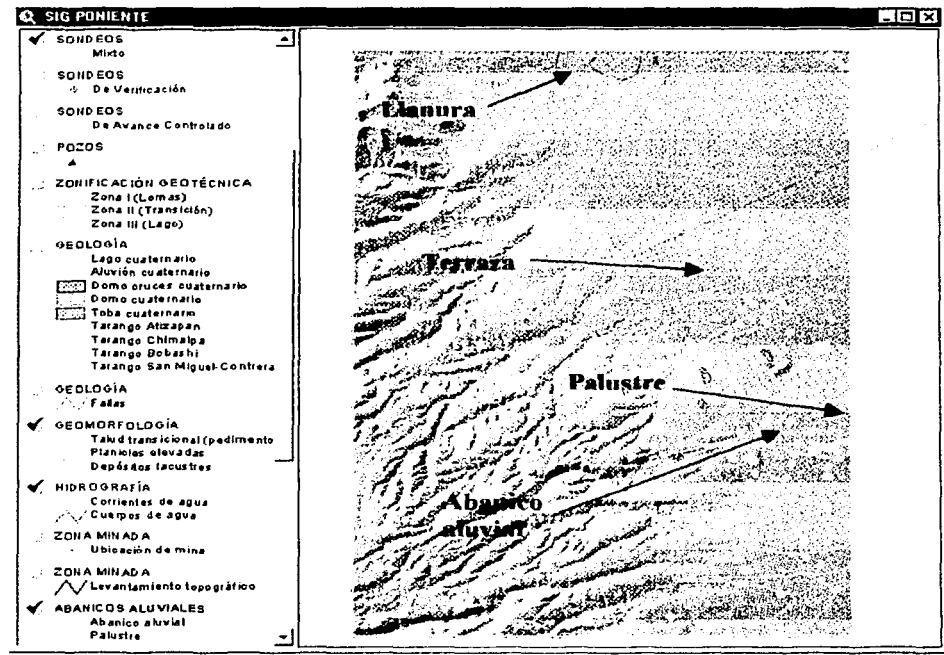 SIG PONIENTE
SONDEOS
Mixto
SONDEOS
De Verificación
SONDEOS
De Avance Controlado
POZOS
ZONIFICACIÓN GEOTÉCNICA
Zona I (Lomas)
Zona II (Transición)
Zona III (Lago)
GEOLOGÍA
Lago cuaternario
Aluvión cuaternario
Domo cruces cuaternario
Domo cuaternario
Toba cuaternario
Tarango Atizapan
Tarango Chimalpa
Tarango Bobashi
Tarango San Miguel-Contrera
GEOLOGÍA
Fallas
GEOMORFOLOGÍA
Talud transicional (pedimento
Planicies elevadas
Depósitos lacustres
HIDROGRAFÍA
Corrientes de agua
Cuerpos de agua
ZONA MINADA
Ubicación de mina
ZONA MINADA
Levantamiento topográfico
ABANICOS ALUVIALES
Abanico aluvial
Palustre
Llanura
Terraza
Palustre
Abanico
aluvial